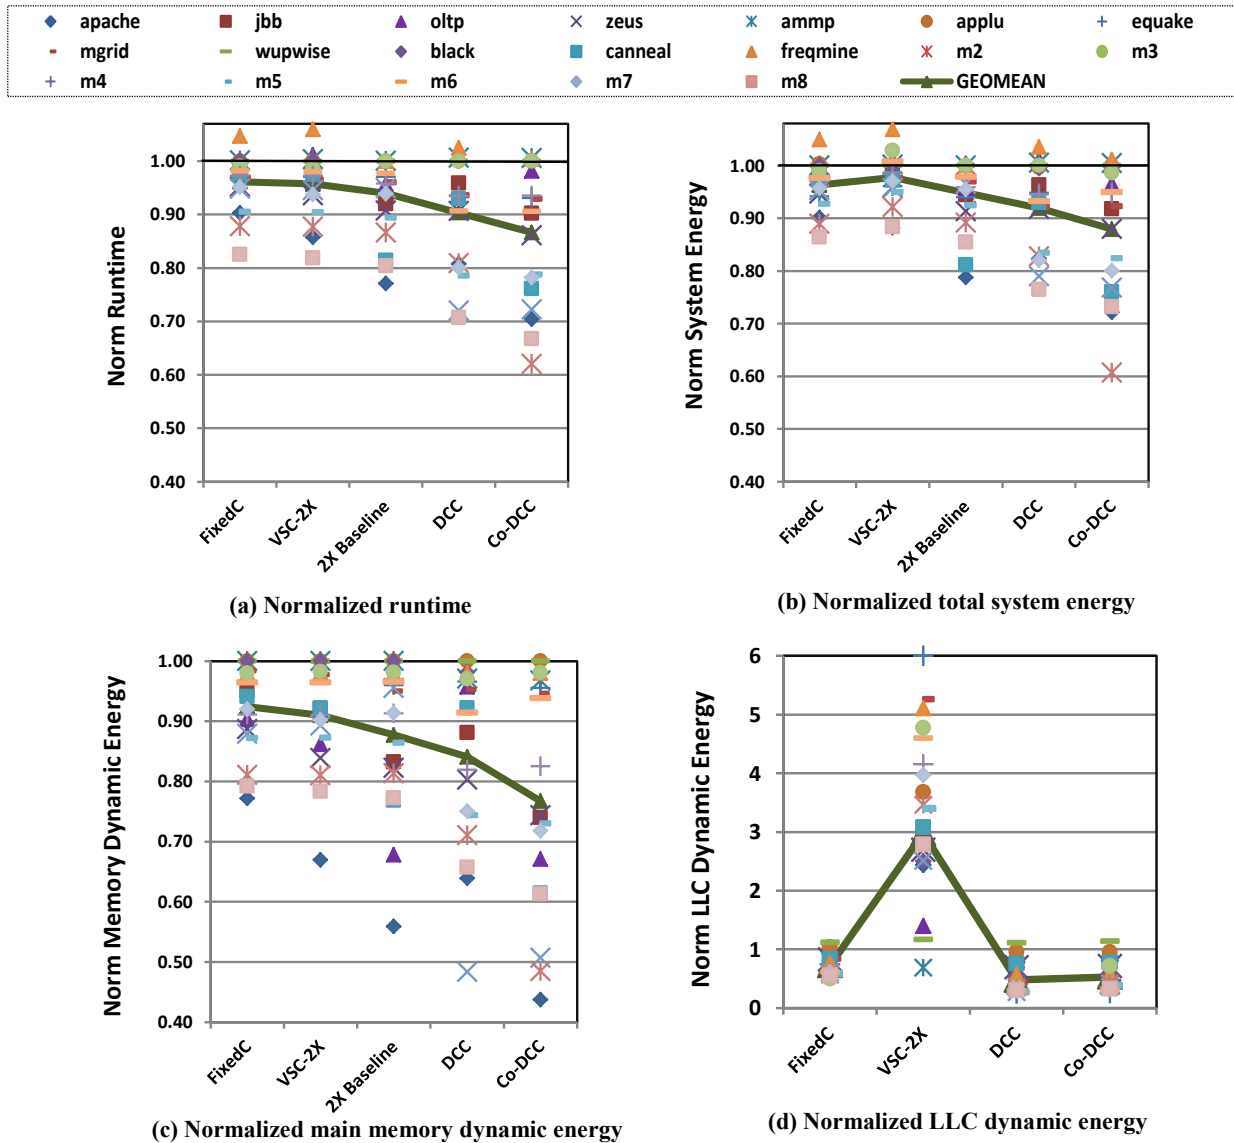 apache jbb oltp zeus ammp applu equake
mgrid wupwise black canneal freqmine m2 m3
m4 m5 m6 m7 m8 GEOMEAN
Norm Runtime
1.00
0.90
0.80
0.70
0.60
0.50
0.40
FixedC
VSC-2X
2X Baseline
DCC
Co-DCC
(a) Normalized runtime
Norm System Energy
1.00
0.90
0.80
0.70
0.60
0.50
0.40
FixedC
VSC-2X
2X Baseline
DCC
Co-DCC
(b) Normalized total system energy
Norm Memory Dynamic Energy
1.00
0.90
0.80
0.70
0.60
0.50
0.40
FixedC
VSC-2X
2X Baseline
DCC
Co-DCC
(c) Normalized main memory dynamic energy
Norm LLC Dynamic Energy
6
5
4
3
2
1
0
FixedC
VSC-2X
DCC
Co-DCC
(d) Normalized LLC dynamic energy